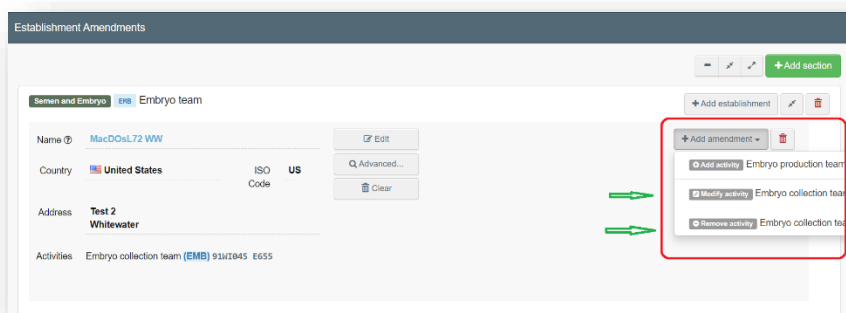 Establishment Amendments
+ Add section
Semen and Embryo EMB Embryo team
+ Add establishment
Name MacDOsL72 WW
Edit
+ Add amendment
Country United States ISO Code US
Advanced...
Clear
Address Test 2
Whitewater
Activities Embryo collection team (EMB) 91WI045 E655
Add activity Embryo production team
Modify activity Embryo collection team
Remove activity Embryo collection